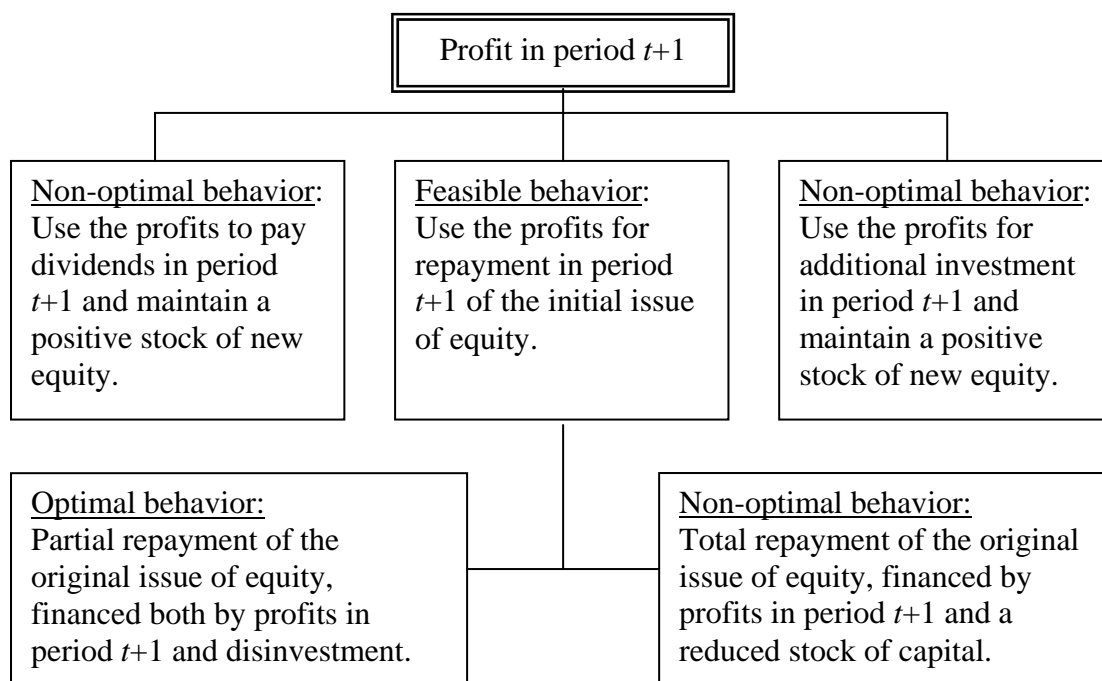 Profit in period t+1
Non-optimal behavior:
Use the profits to pay
dividends in period
t+1 and maintain a
positive stock of new
equity.
Feasible behavior:
Use the profits for
repayment in period
t+1 of the initial issue
of equity.
Non-optimal behavior:
Use the profits for
additional investment
in period t+1 and
maintain a positive
stock of new equity.
Optimal behavior:
Partial repayment of the
original issue of equity,
financed both by profits in
period t+1 and disinvestment.
Non-optimal behavior:
Total repayment of the original
issue of equity, financed by
profits in period t+1 and a
reduced stock of capital.